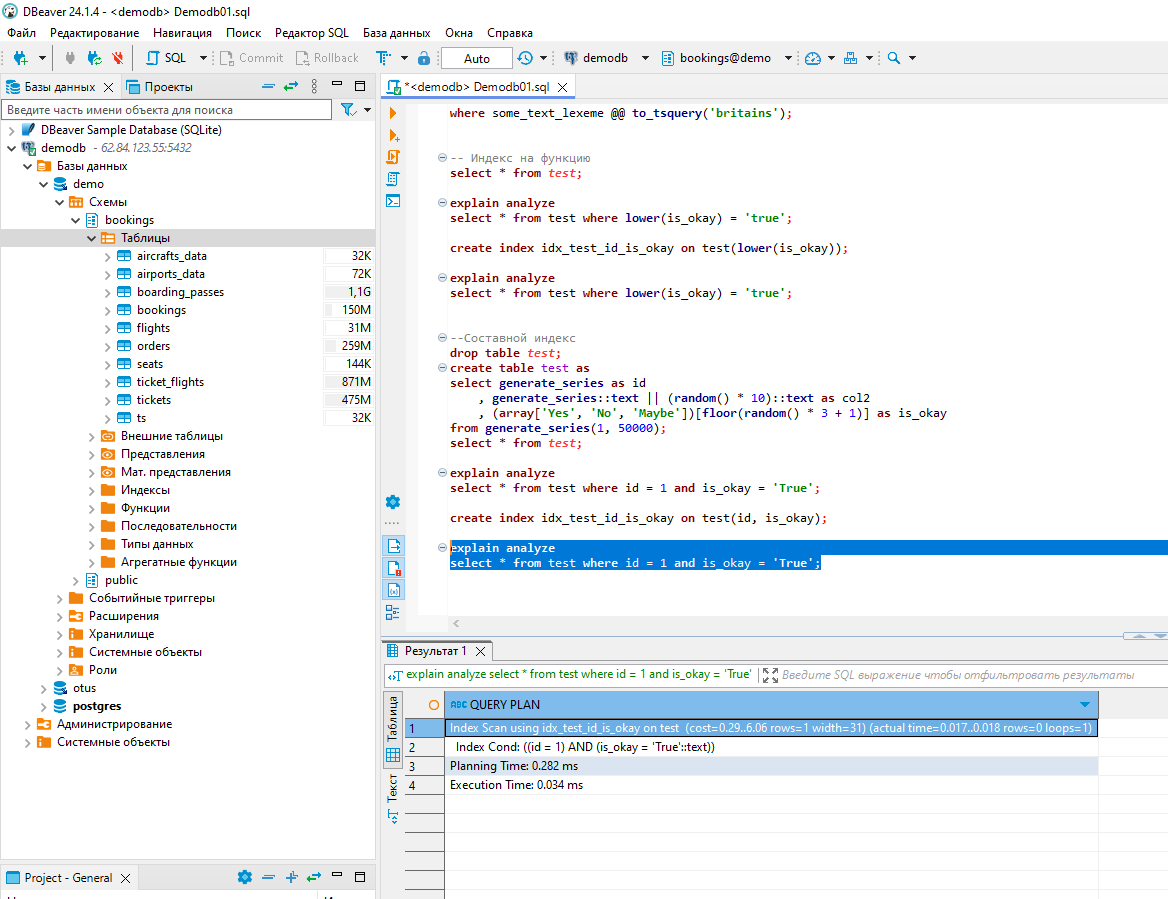 DBeaver 24.1.4 - <demodb> Demodb01.sql
Файл Редактирование Навигация Поиск Редактор SQL База данных Окна Справка
SQL Commit Rollback Auto demodb bookings@demo
Базы данных Проекты
Введите часть имени объекта для поиска
DBeaver Sample Database (SQLite)
demodb - 62.84.123.55:5432
Базы данных
demo
Схемы
bookings
Таблицы
aircrafts_data 32K
airports_data 72K
boarding_passes 1,1G
bookings 150M
flights 31M
orders 259M
seats 144K
ticket_flights 871M
tickets 475M
ts 32K
Внешние таблицы
Представления
Мат. представления
Индексы
Функции
Последовательности
Типы данных
Агрегатные функции
public
Событийные триггеры
Расширения
Хранилище
Системные объекты
Роли
otus
postgres
Администрирование
Системные объекты
Project - General
*<demodb> Demodb01.sql
where some_text_lexeme @@ to_tsquery('britains');
-- Индекс на функцию
select * from test;
explain analyze
select * from test where lower(is_okay) = 'true';
create index idx_test_id_is_okay on test(lower(is_okay));
explain analyze
select * from test where lower(is_okay) = 'true';
--Составной индекс
drop table test;
create table test as
select generate_series as id
, generate_series::text || (random() * 10)::text as col2
, (array['Yes', 'No', 'Maybe'])[floor(random() * 3 + 1)] as is_okay
from generate_series(1, 50000);
select * from test;
explain analyze
select * from test where id = 1 and is_okay = 'True';
create index idx_test_id_is_okay on test(id, is_okay);
explain analyze
select * from test where id = 1 and is_okay = 'True';
Результат 1
explain analyze select * from test where id = 1 and is_okay = 'True' Введите SQL выражение чтобы отфильтровать результаты
Таблица
Текст
ABC QUERY PLAN
1 Index Scan using idx_test_id_is_okay on test (cost=0.29..6.06 rows=1 width=31) (actual time=0.017..0.018 rows=0 loops=1)
2 Index Cond: ((id = 1) AND (is_okay = 'True'::text))
3 Planning Time: 0.282 ms
4 Execution Time: 0.034 ms